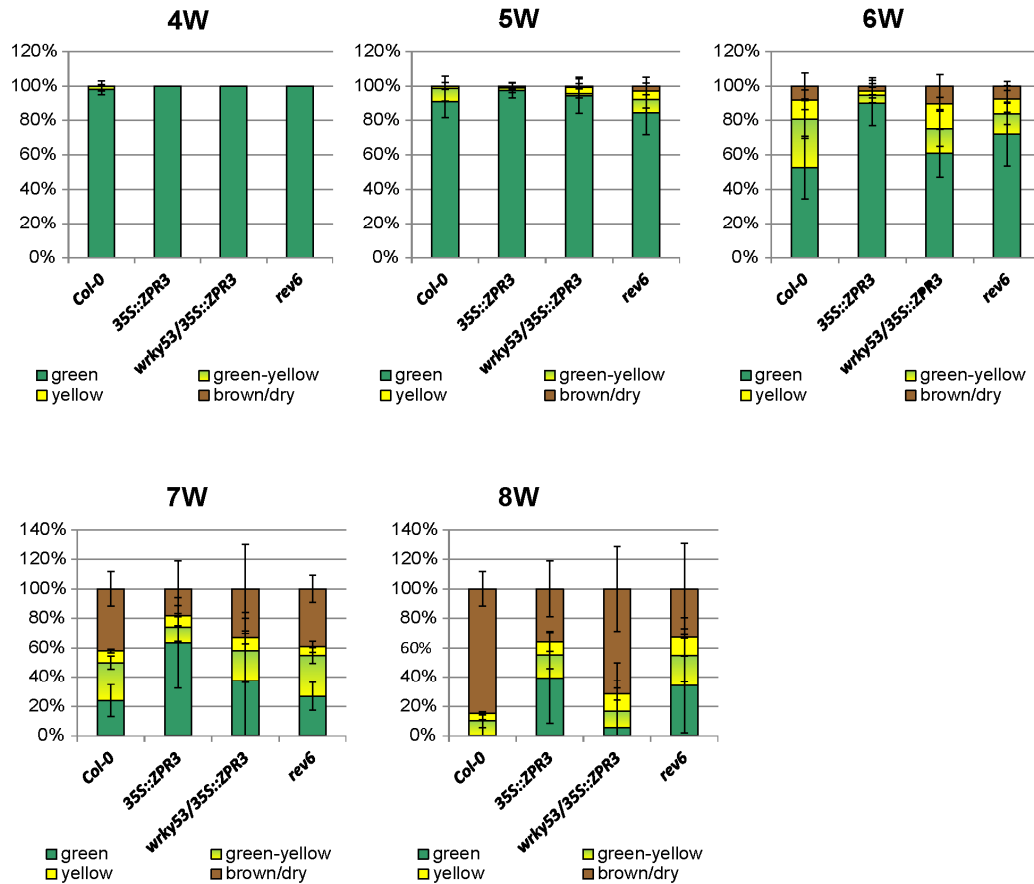 4W
120%
100%
80%
60%
40%
20%
0%
Col-0
35S::ZPR3
wrky53/35S::ZPR3
rev6
green
green-yellow
yellow
brown/dry
5W
120%
100%
80%
60%
40%
20%
0%
Col-0
35S::ZPR3
wrky53/35S::ZPR3
rev6
green
green-yellow
yellow
brown/dry
6W
120%
100%
80%
60%
40%
20%
0%
Col-0
35S::ZPR3
wrky53/35S::ZPR3
rev6
green
green-yellow
yellow
brown/dry
7W
140%
120%
100%
80%
60%
40%
20%
0%
Col-0
35S::ZPR3
wrky53/35S::ZPR3
rev6
green
green-yellow
yellow
brown/dry
8W
140%
120%
100%
80%
60%
40%
20%
0%
Col-0
35S::ZPR3
wrky53/35S::ZPR3
rev6
green
green-yellow
yellow
brown/dry